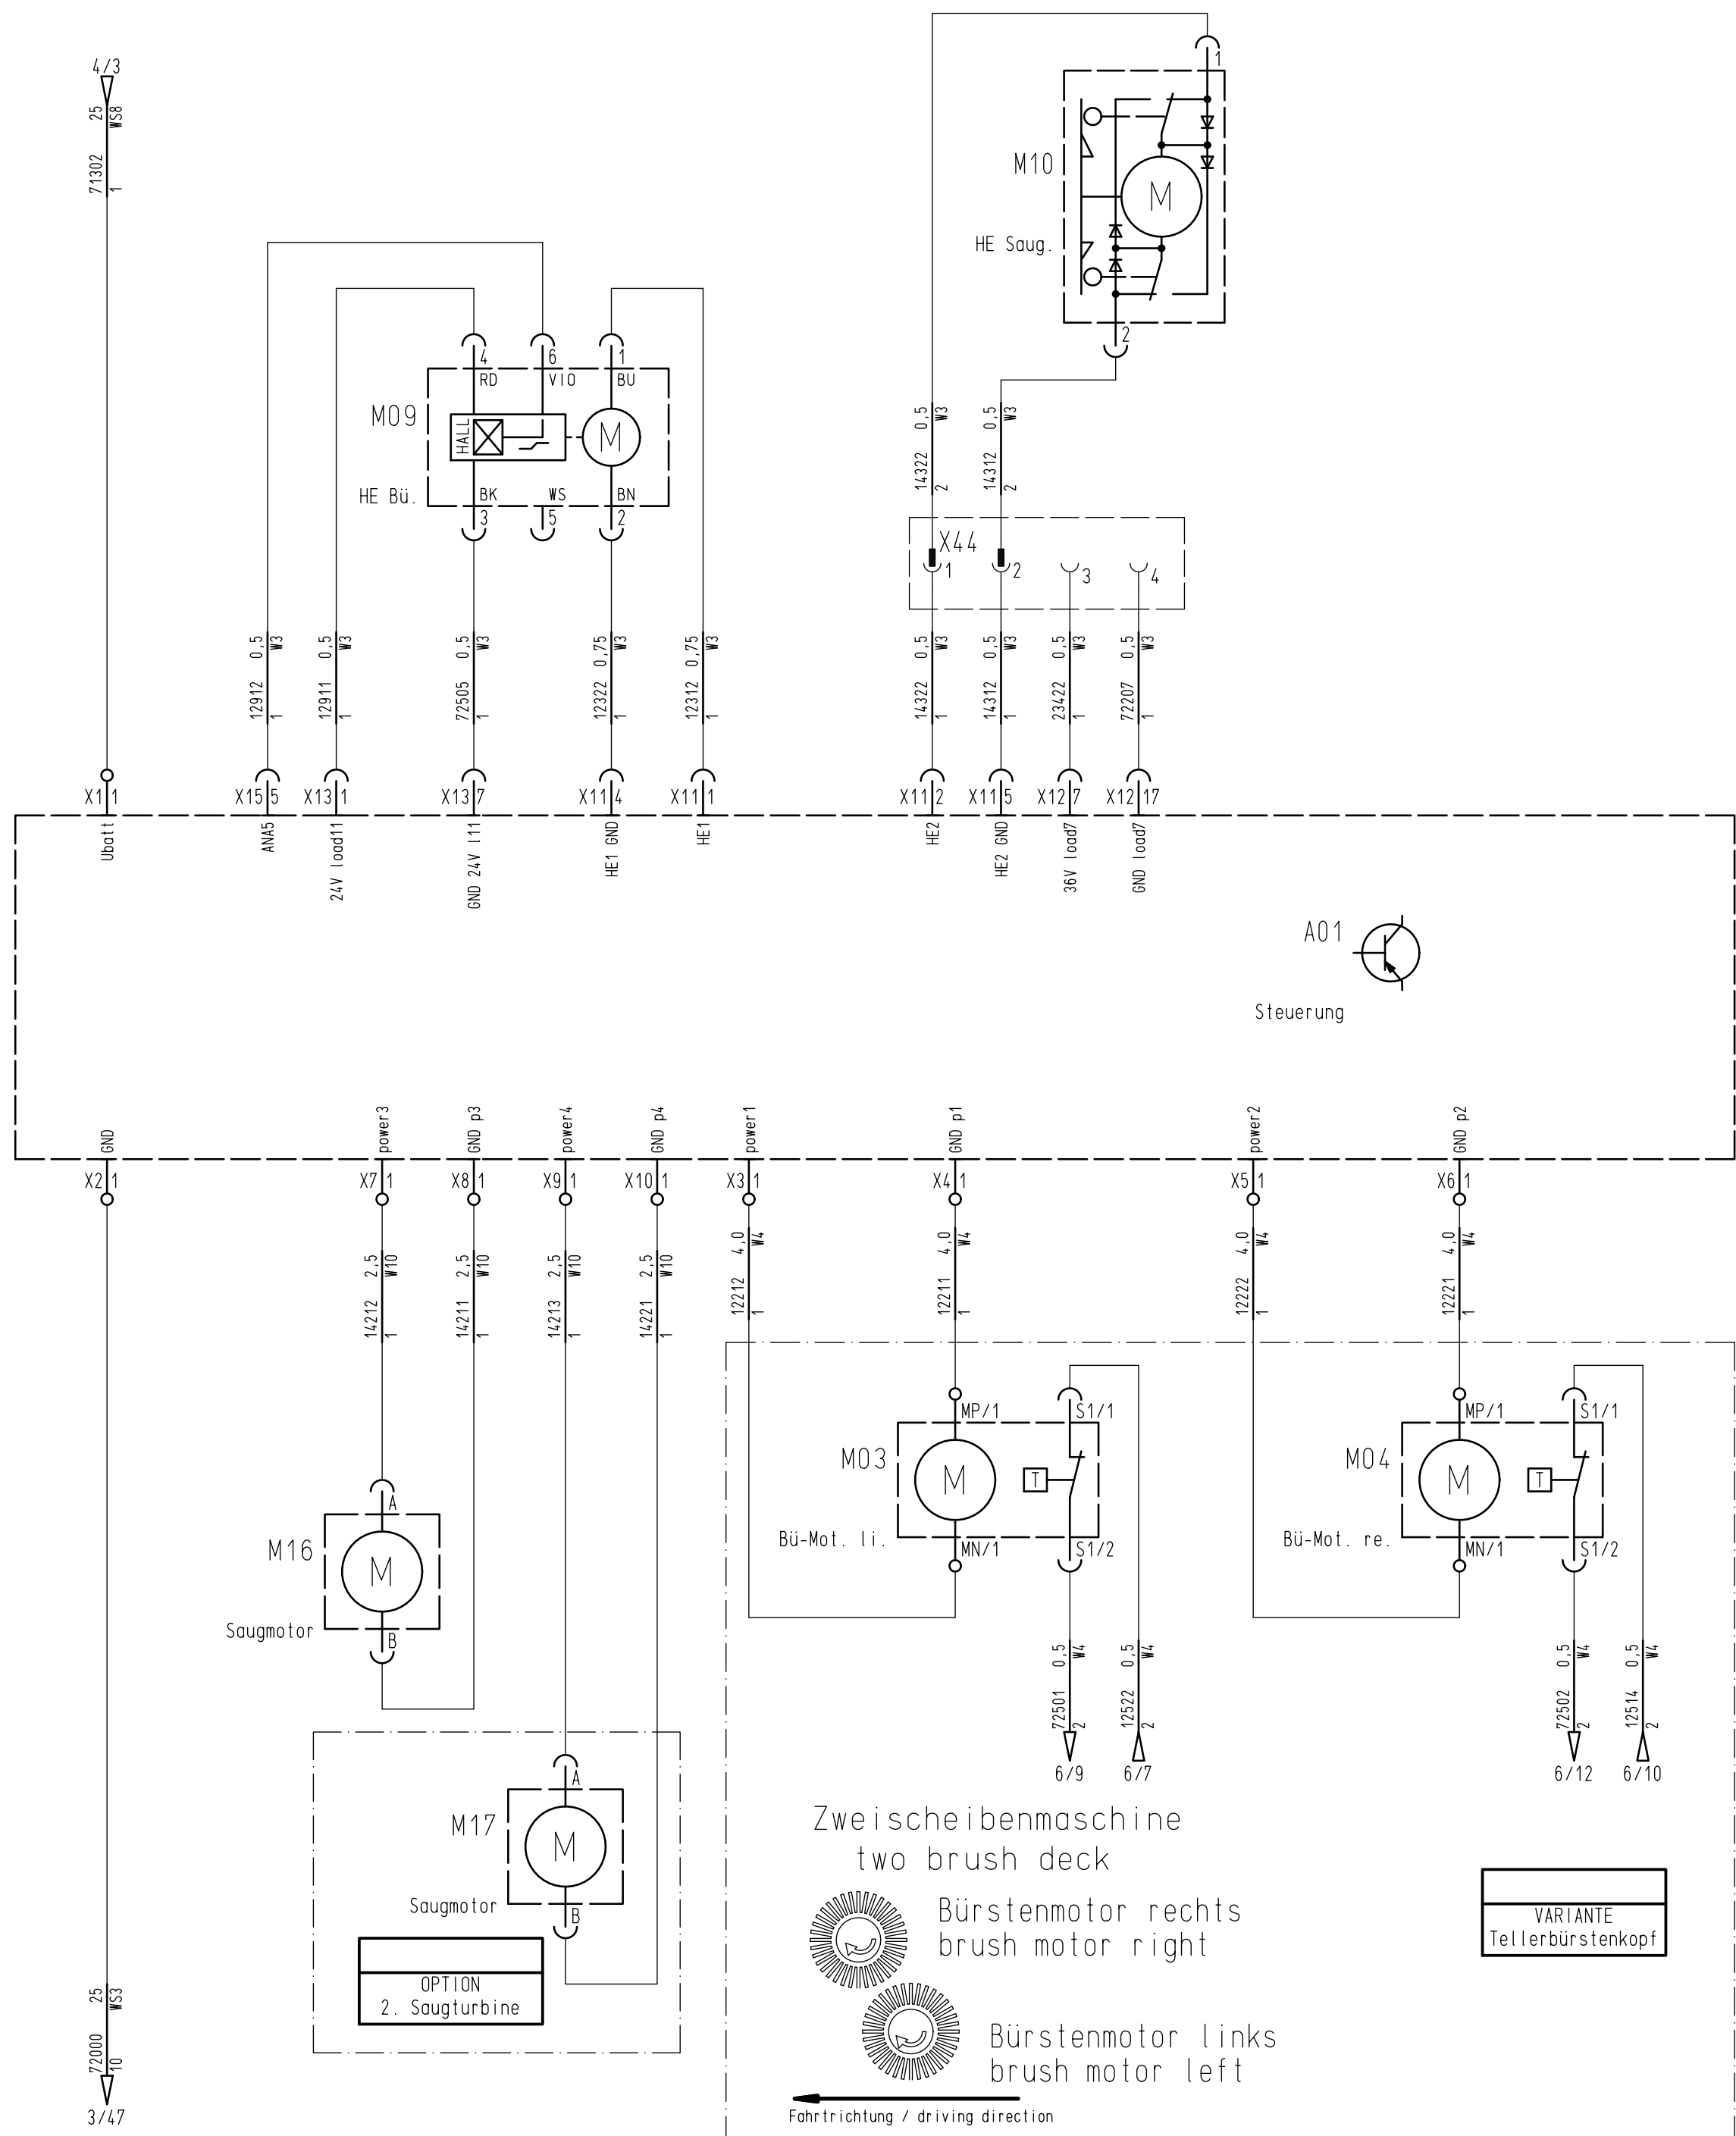 4/3
25
WS8
71302
1
M10
M
HE Saug.
1
2
4
6
1
RD
VIO
BU
M09
HALL
M
HE Bü.
BK
WS
BN
3
5
2
14322 0,5
2 W3
14312 0,5
2 W3
X44
1
2
3
4
12912 0,5
1 W3
12911 0,5
1 W3
72505 0,5
1 W3
12322 0,75
1 W3
12312 0,75
1 W3
14322 0,5
1 W3
14312 0,5
1 W3
23422 0,5
1 W3
72207 0,5
1 W3
X1 1
X15 5
X13 1
X13 7
X11 4
X11 1
X11 2
X11 5
X12 7
X12 17
Ubatt
ANA5
24V load11
GND 24V l11
HE1 GND
HE1
HE2
HE2 GND
36V load7
GND load7
A01
Steuerung
GND
power3
GND p3
power4
GND p4
power1
GND p1
power2
GND p2
X2 1
X7 1
X8 1
X9 1
X10 1
X3 1
X4 1
X5 1
X6 1
14212 2,5
1 W10
14211 2,5
1 W10
14213 2,5
1 W10
14221 2,5
1 W10
12212 4,0
1 W4
12211 4,0
1 W4
12222 4,0
1 W4
12221 4,0
1 W4
MP/1
S1/1
M03
M
T
Bü-Mot. li.
MN/1
S1/2
MP/1
S1/1
M04
M
T
Bü-Mot. re.
MN/1
S1/2
A
M16
M
Saugmotor
B
72501 0,5
2 W4
12522 0,5
2 W4
72502 0,5
2 W4
12514 0,5
2 W4
6/9
6/7
6/12
6/10
A
M17
M
Saugmotor
B
OPTION
2. Saugturbine
Zweischeibenmaschine
two brush deck
Bürstenmotor rechts
brush motor right
VARIANTE
Tellerbürstenkopf
Bürstenmotor links
brush motor left
Fahrtrichtung / driving direction
72000 25
10 WS3
3/47